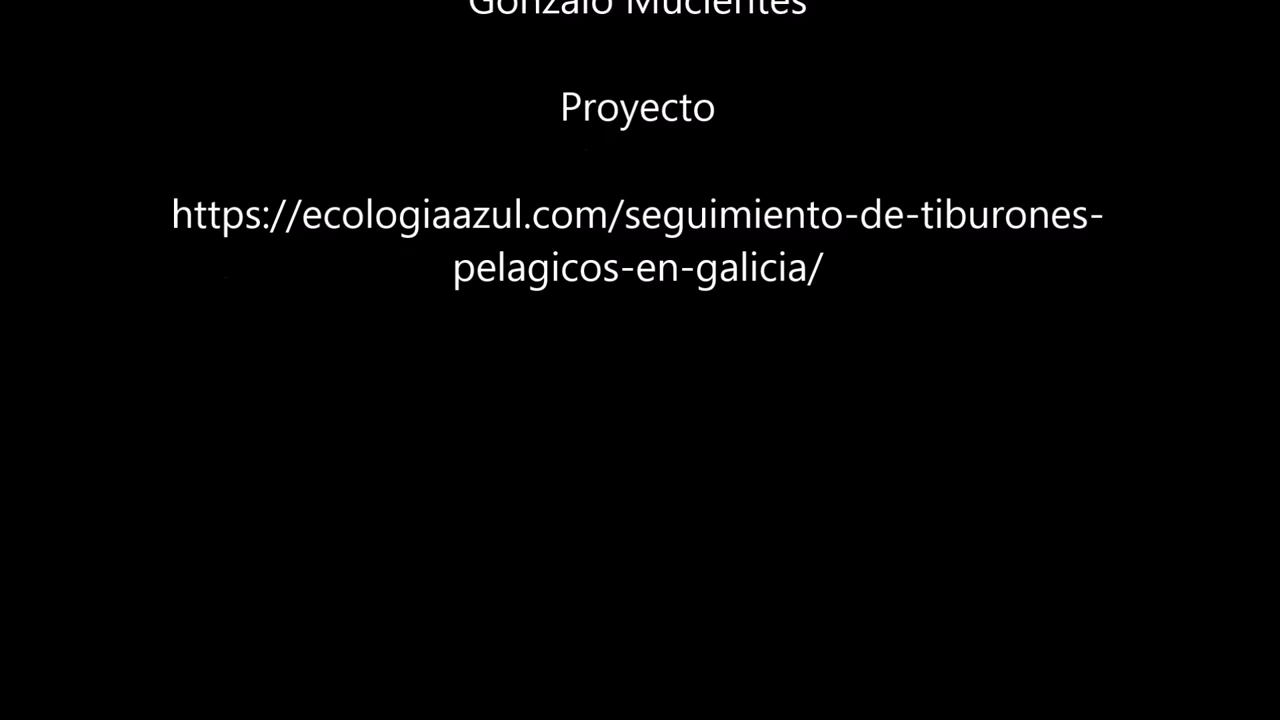 Gonzalo Mucientes
Proyecto
https://ecologiaazul.com/seguimiento-de-tiburones-
pelagicos-en-galicia/